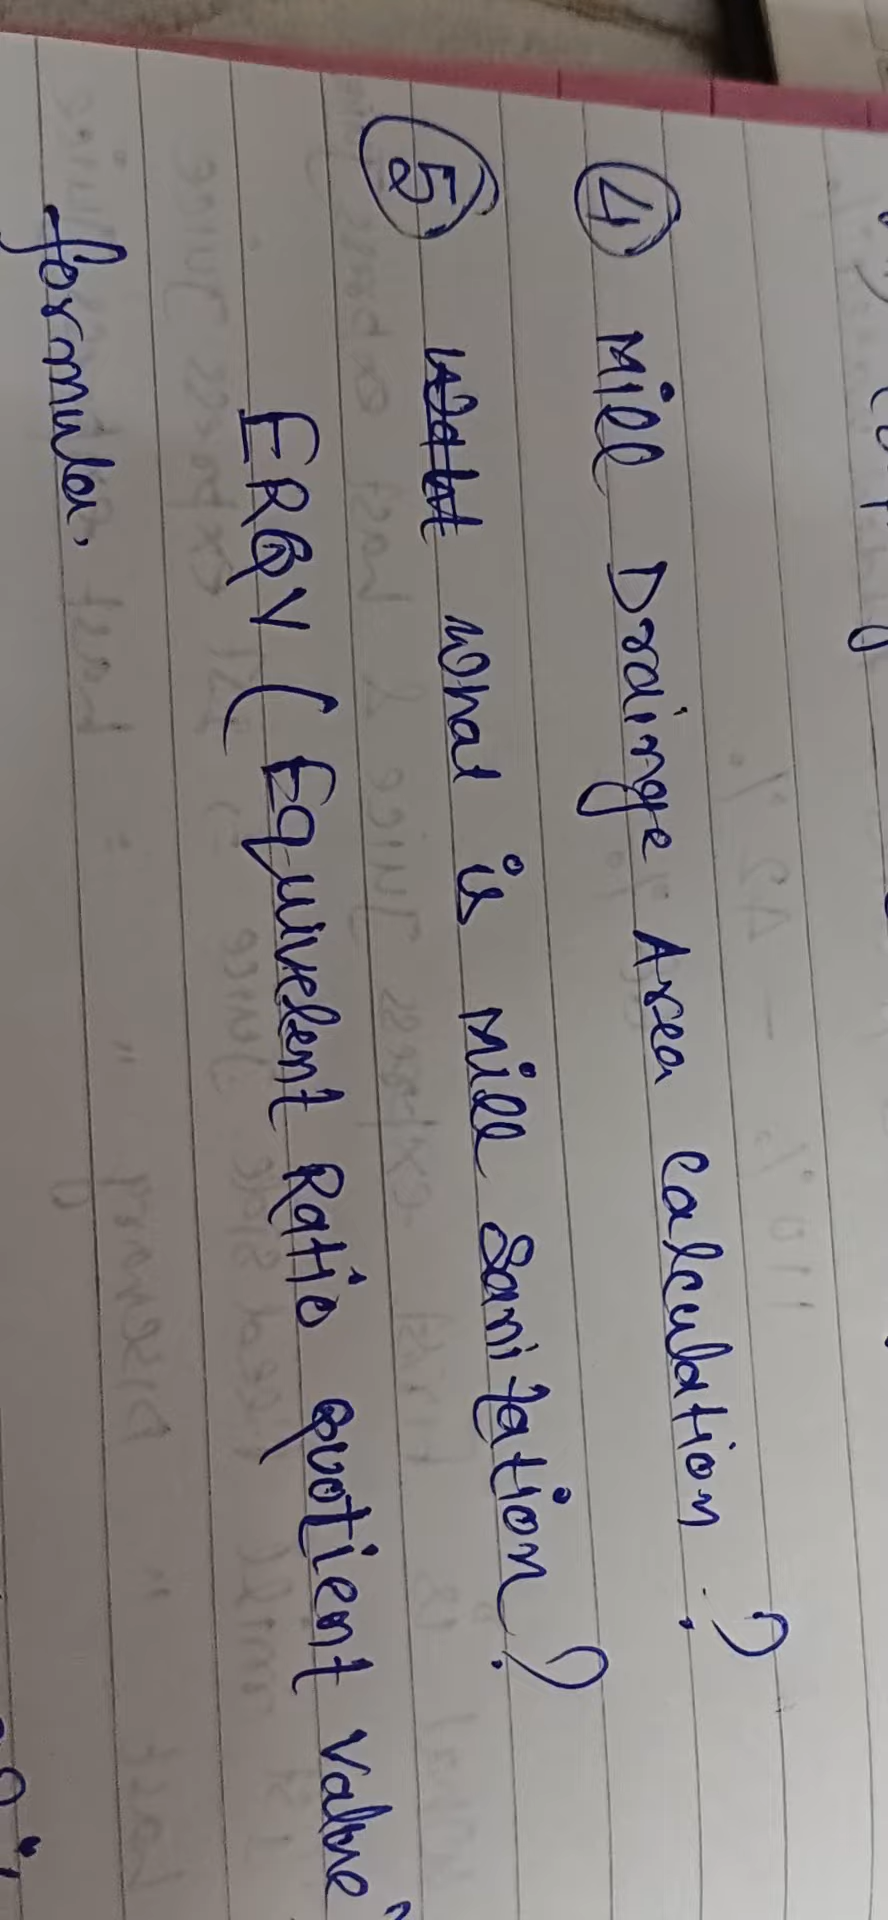 ④ Mill Drainge Area Calculation ?
⑤ what is Mill Sanitation?
ERQV ( Equivelent Ratio quotient Value
formula,